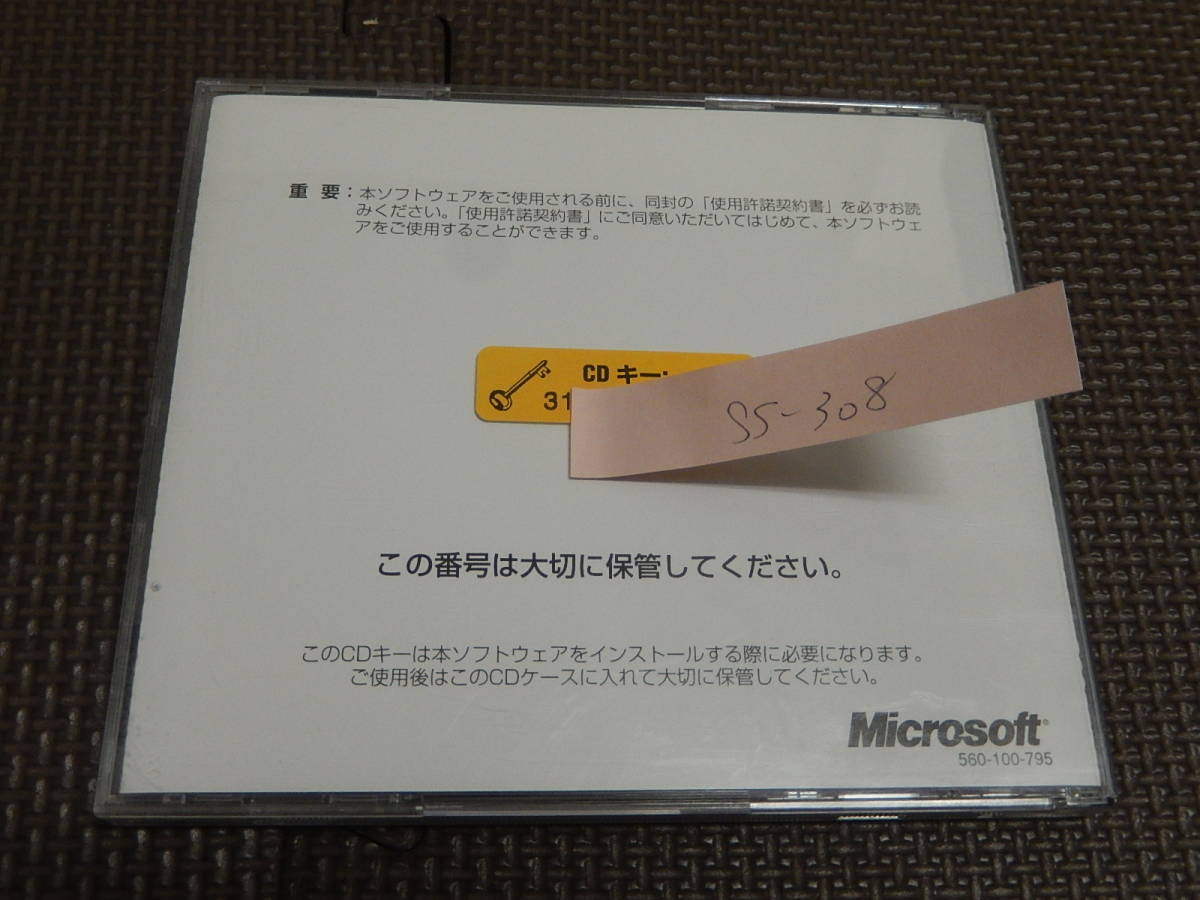 重 要：本ソフトウェアをご使用される前に、同封の「使用許諾契約書」を必ずお読
みください。「使用許諾契約書」にご同意いただいてはじめて、本ソフトウェ
アをご使用することができます。
CD キー:
31
SS-308
この番号は大切に保管してください。
このCDキーは本ソフトウェアをインストールする際に必要になります。
ご使用後はこのCDケースに入れて大切に保管してください。
Microsoft®
560-100-795